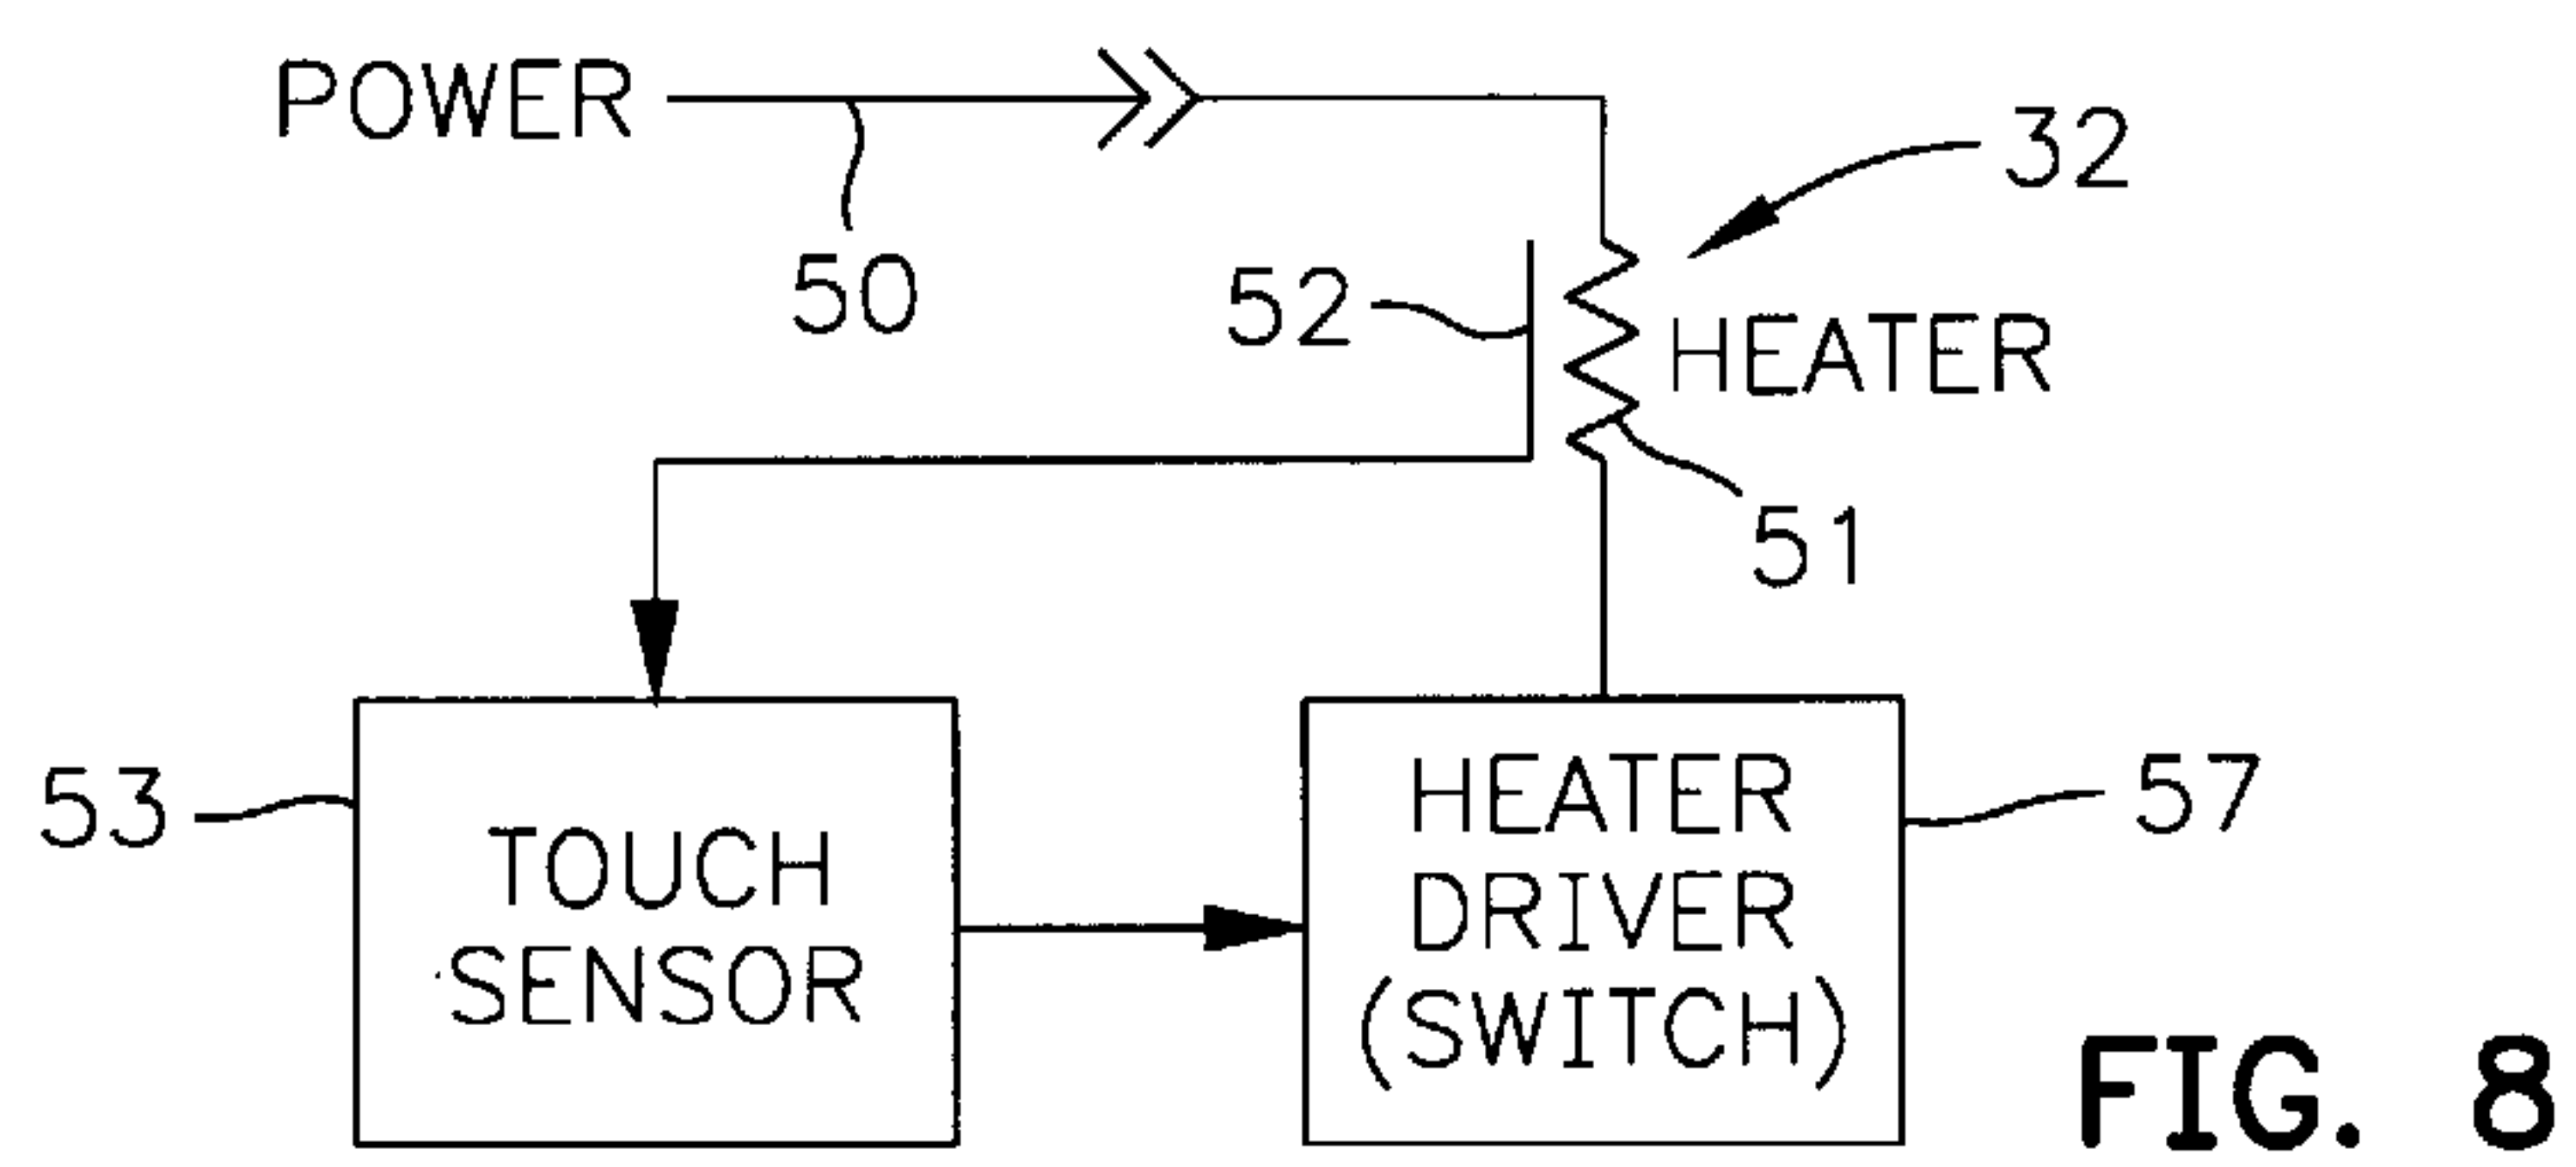 POWER
32
50
52
HEATER
51
53
TOUCH
SENSOR
HEATER
DRIVER
(SWITCH)
57
FIG. 8